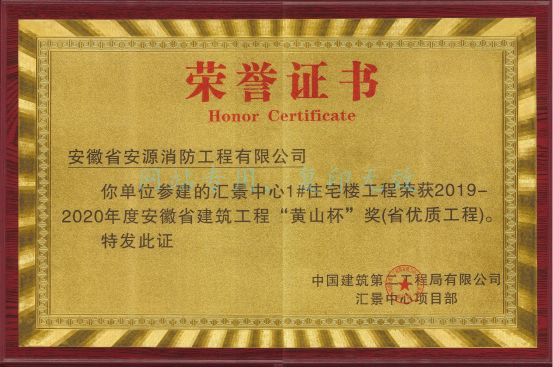 荣誉证书
Honor Certificate
安徽省安源消防工程有限公司
你单位参建的汇景中心1#住宅楼工程荣获2019-
2020年度安徽省建筑工程“黄山杯”奖(省优质工程)。
特发此证
中国建筑第二工程局有限公司
汇景中心项目部